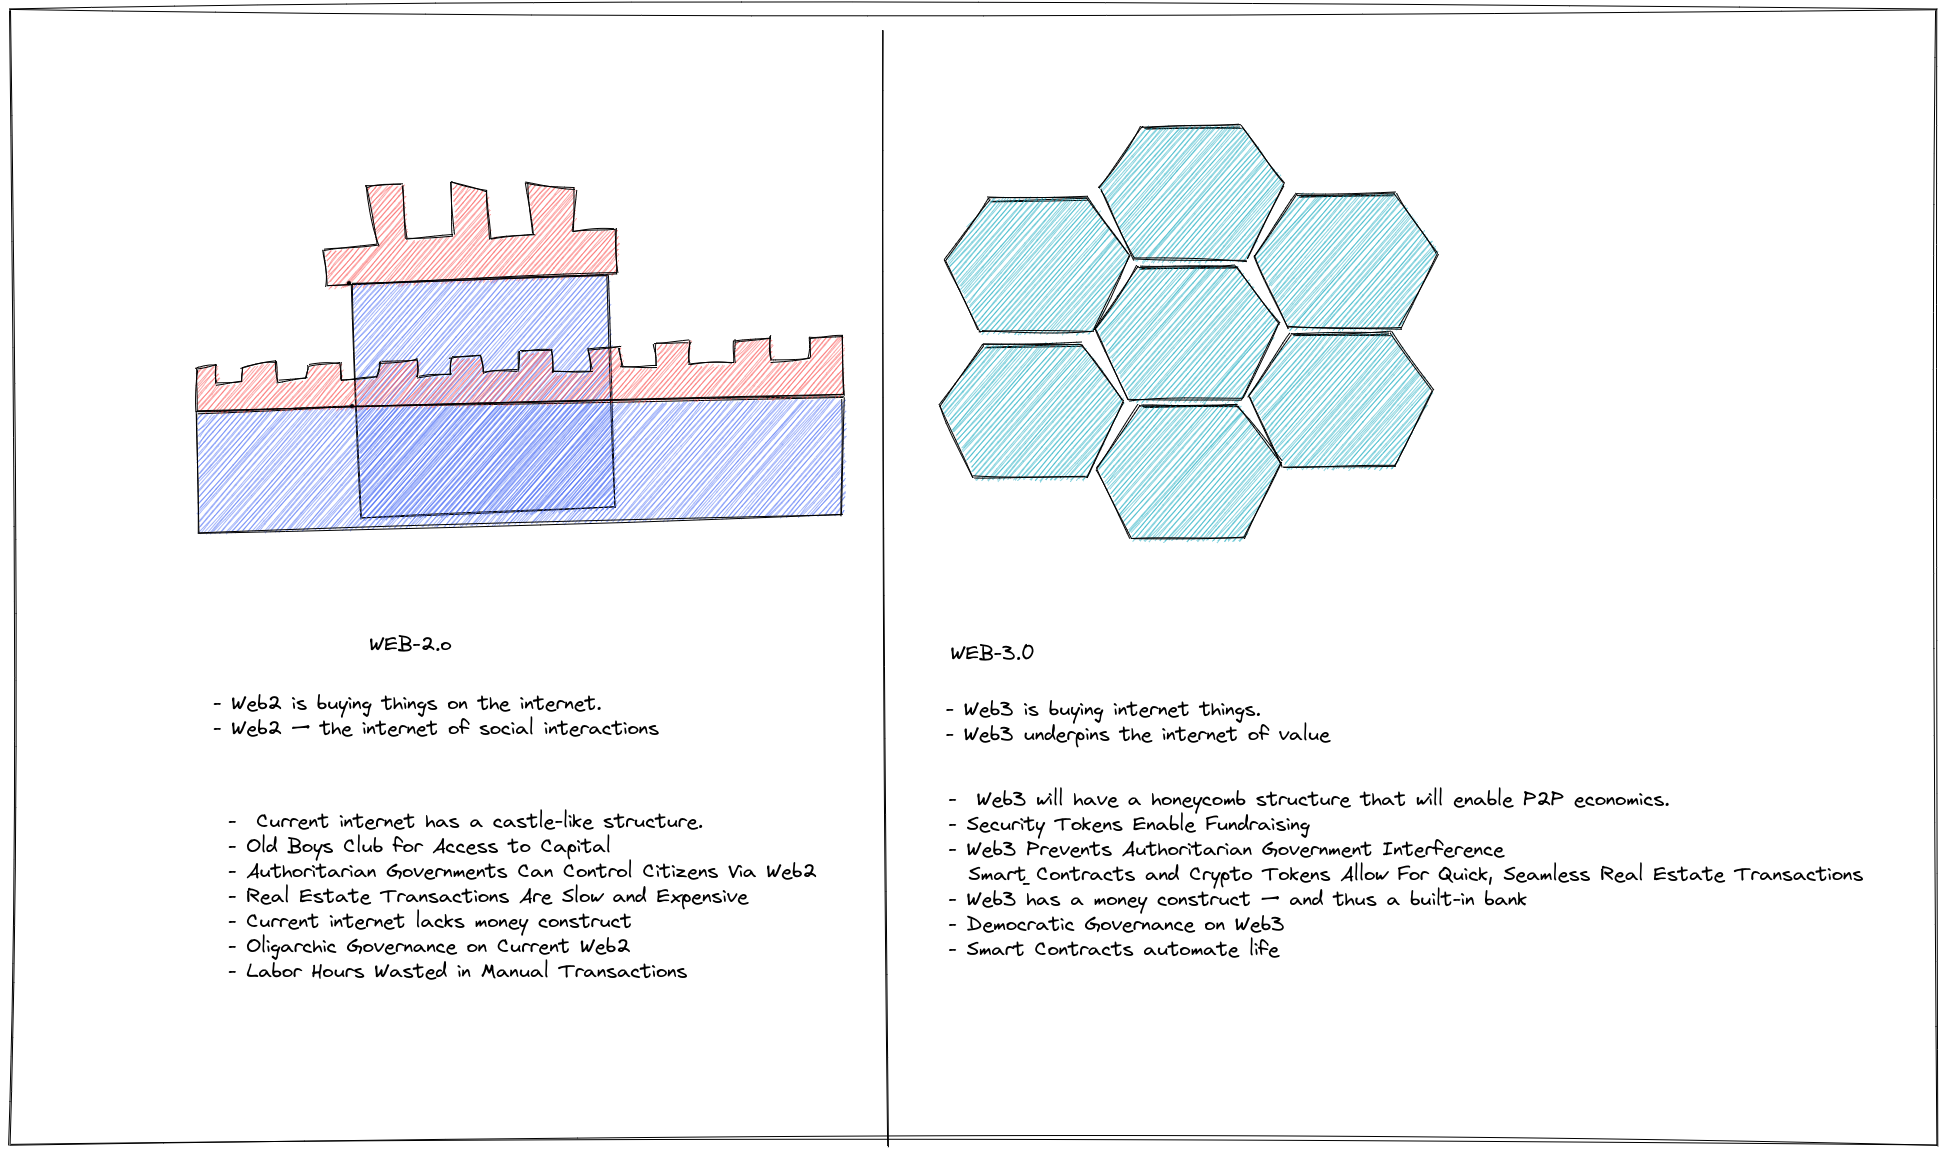 WEB-2.0
- Web2 is buying things on the internet.
- Web2 — the internet of social interactions
- Current internet has a castle-like structure.
- Old Boys Club for Access to Capital
- Authoritarian Governments Can Control Citizens Via Web2
- Real Estate Transactions Are Slow and Expensive
- Current internet lacks money construct
- Oligarchic Governance on Current Web2
- Labor Hours Wasted in Manual Transactions
WEB-3.0
- Web3 is buying internet things.
- Web3 underpins the internet of value
- Web3 will have a honeycomb structure that will enable P2P economics.
- Security Tokens Enable Fundraising
- Web3 Prevents Authoritarian Government Interference
Smart_Contracts and Crypto Tokens Allow For Quick, Seamless Real Estate Transactions
- Web3 has a money construct — and thus a built-in bank
- Democratic Governance on Web3
- Smart Contracts automate life